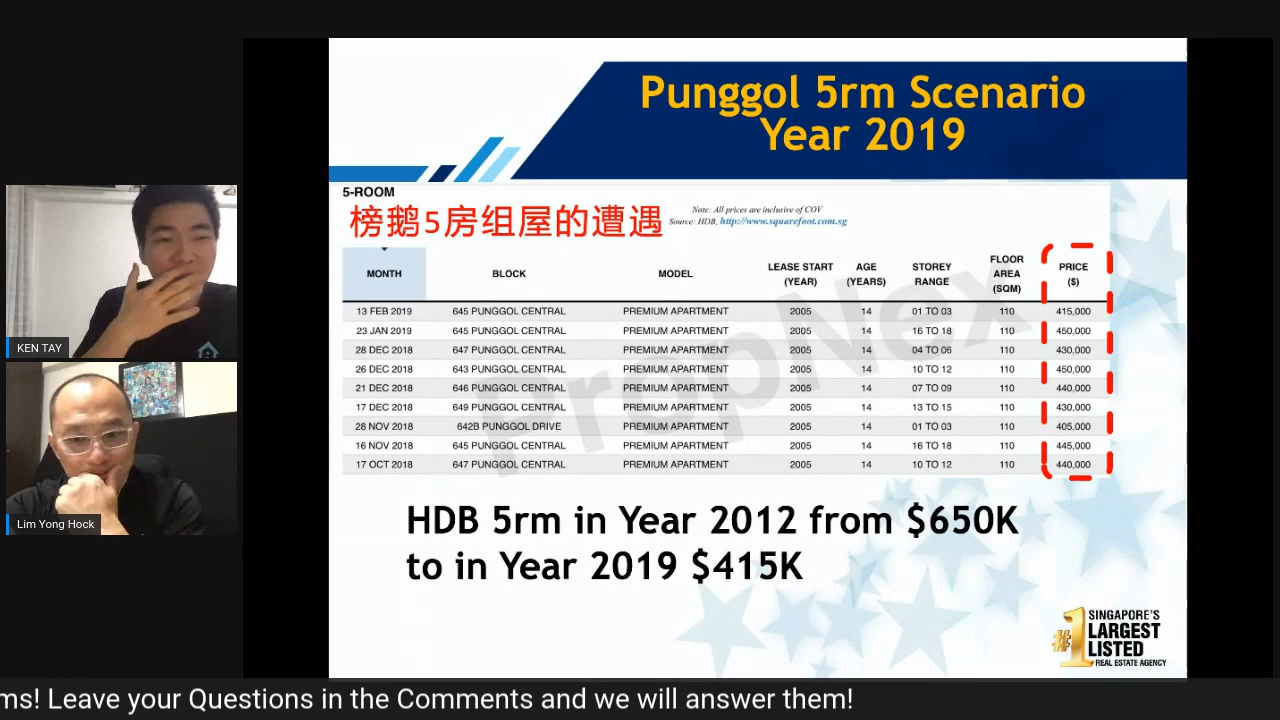 Punggol 5rm Scenario
Year 2019
5-ROOM
榜鹅5房组屋的遭遇
Note: All prices are inclusive of COV
Source: HDB, http://www.squarefoot.com.sg
MONTH BLOCK MODEL LEASE START (YEAR) AGE (YEARS) STOREY RANGE FLOOR AREA (SQM) PRICE ($)
13 FEB 2019 645 PUNGGOL CENTRAL PREMIUM APARTMENT 2005 14 01 TO 03 110 415,000
23 JAN 2019 645 PUNGGOL CENTRAL PREMIUM APARTMENT 2005 14 16 TO 18 110 450,000
28 DEC 2018 647 PUNGGOL CENTRAL PREMIUM APARTMENT 2005 14 04 TO 06 110 430,000
26 DEC 2018 643 PUNGGOL CENTRAL PREMIUM APARTMENT 2005 14 10 TO 12 110 450,000
21 DEC 2018 646 PUNGGOL CENTRAL PREMIUM APARTMENT 2005 14 07 TO 09 110 440,000
17 DEC 2018 649 PUNGGOL CENTRAL PREMIUM APARTMENT 2005 14 13 TO 15 110 430,000
28 NOV 2018 642B PUNGGOL DRIVE PREMIUM APARTMENT 2005 14 01 TO 03 110 405,000
16 NOV 2018 645 PUNGGOL CENTRAL PREMIUM APARTMENT 2005 14 16 TO 18 110 445,000
17 OCT 2018 647 PUNGGOL CENTRAL PREMIUM APARTMENT 2005 14 10 TO 12 110 440,000
PropNex
HDB 5rm in Year 2012 from $650K
to in Year 2019 $415K
#1 SINGAPORE'S
LARGEST
LISTED
REAL ESTATE AGENCY
KEN TAY
Lim Yong Hock
ms! Leave your Questions in the Comments and we will answer them!